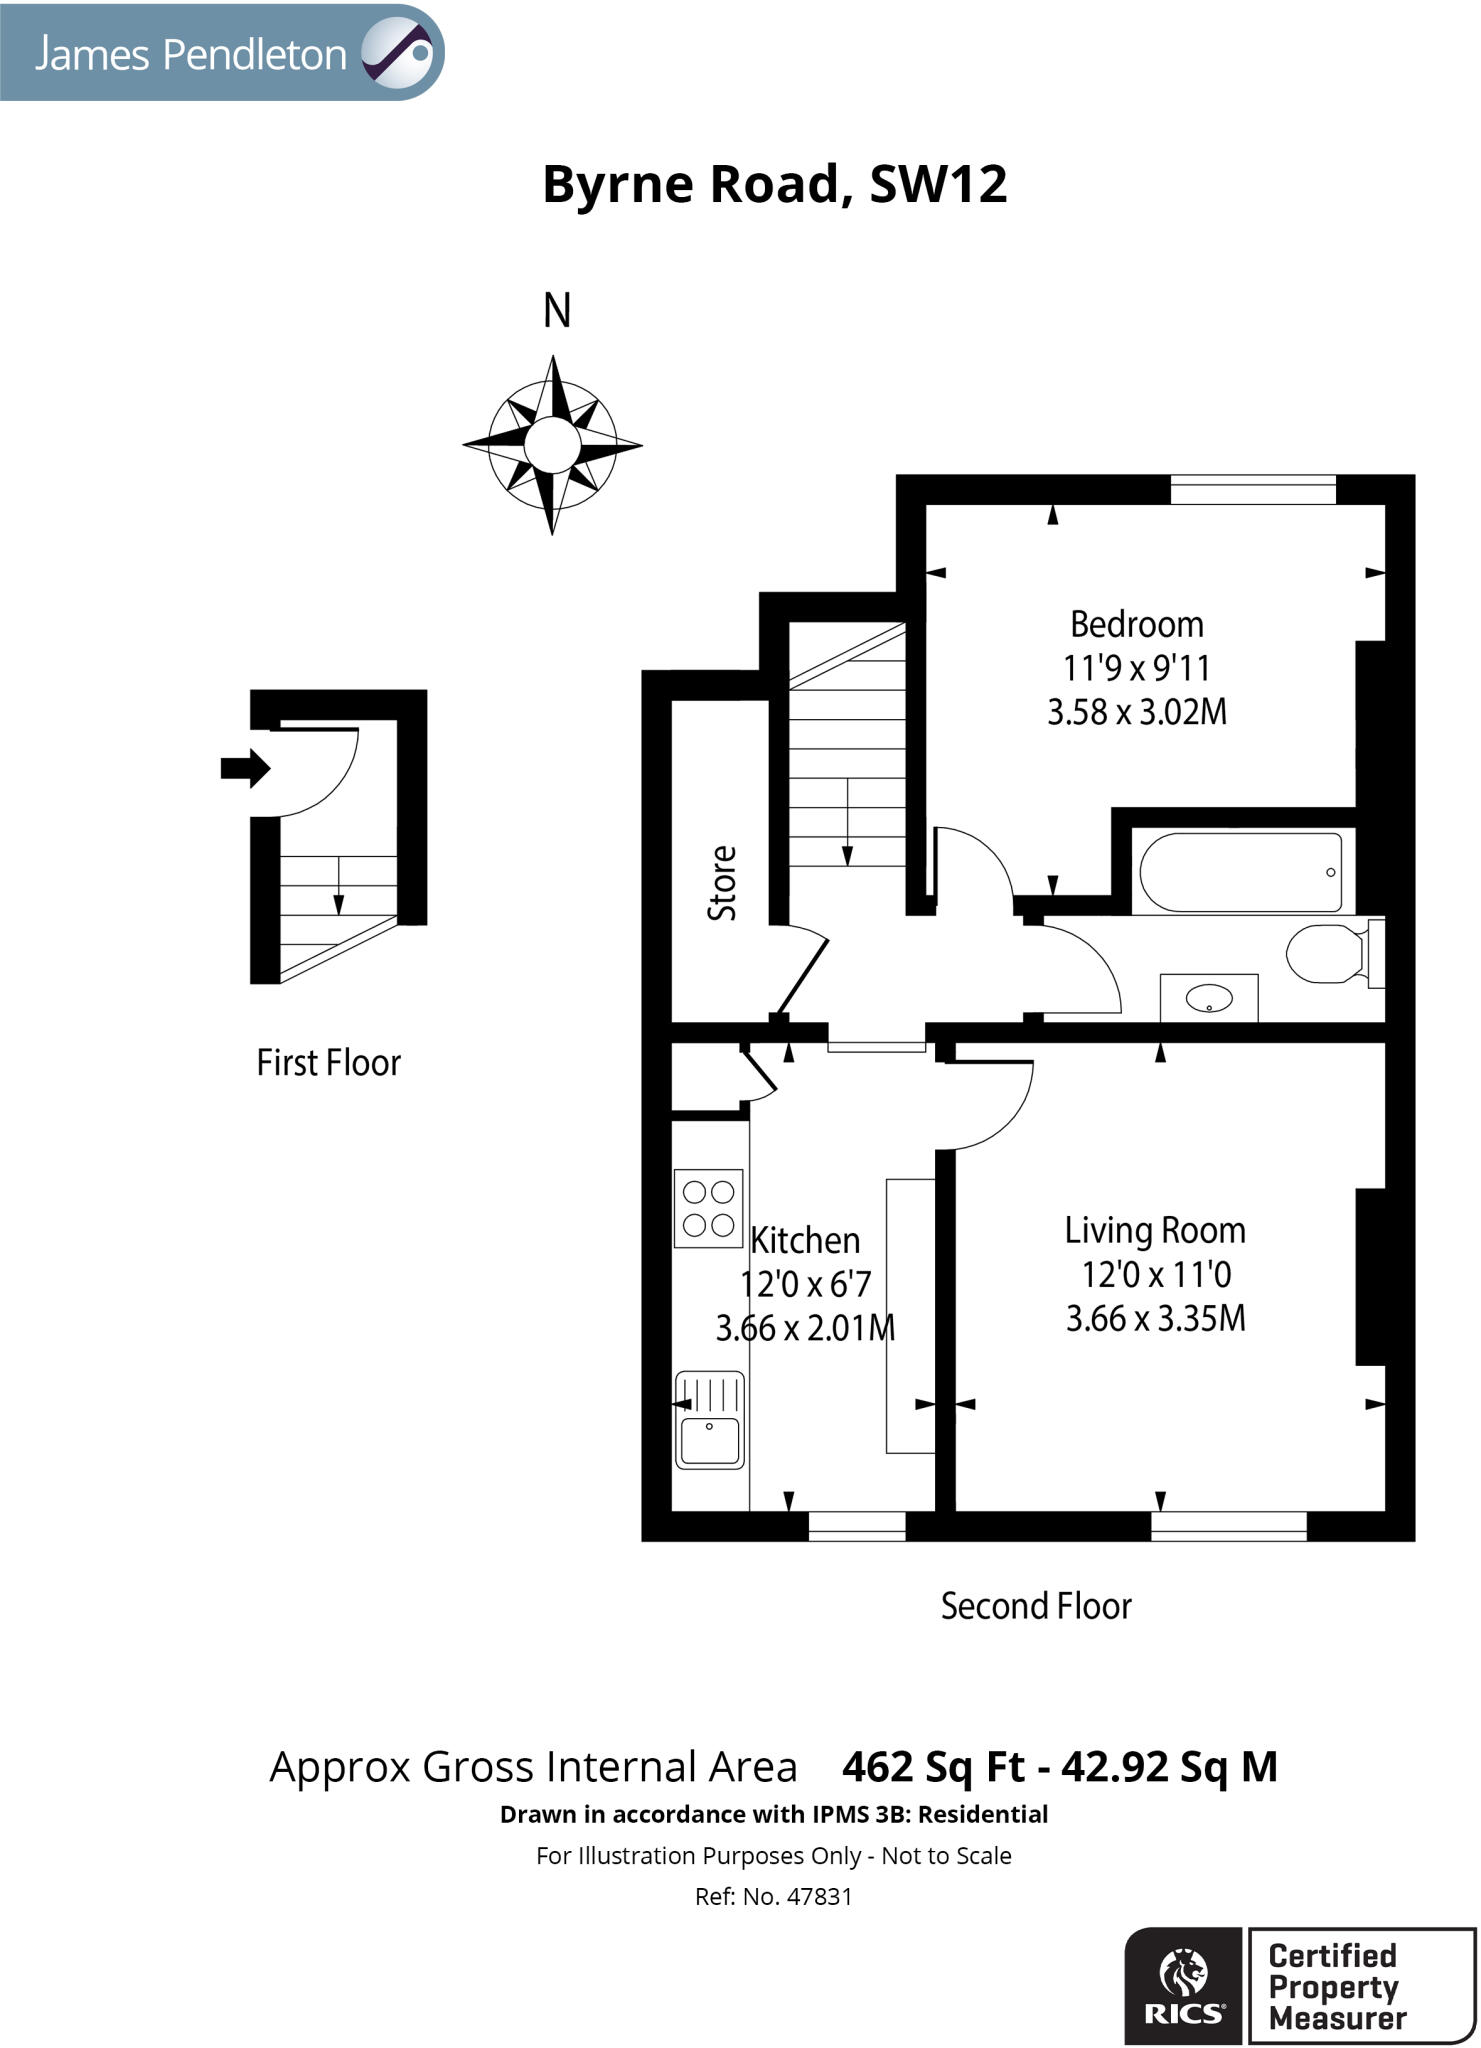 James Pendleton
Byrne Road, SW12
N
Bedroom
11'9 x 9'11
3.58 x 3.02M
Store
First Floor
Kitchen
12'0 x 6'7
3.66 x 2.01M
Living Room
12'0 x 11'0
3.66 x 3.35M
Second Floor
Approx Gross Internal Area 462 Sq Ft - 42.92 Sq M
Drawn in accordance with IPMS 3B: Residential
For Illustration Purposes Only - Not to Scale
Ref: No. 47831
RICS®
Certified
Property
Measurer